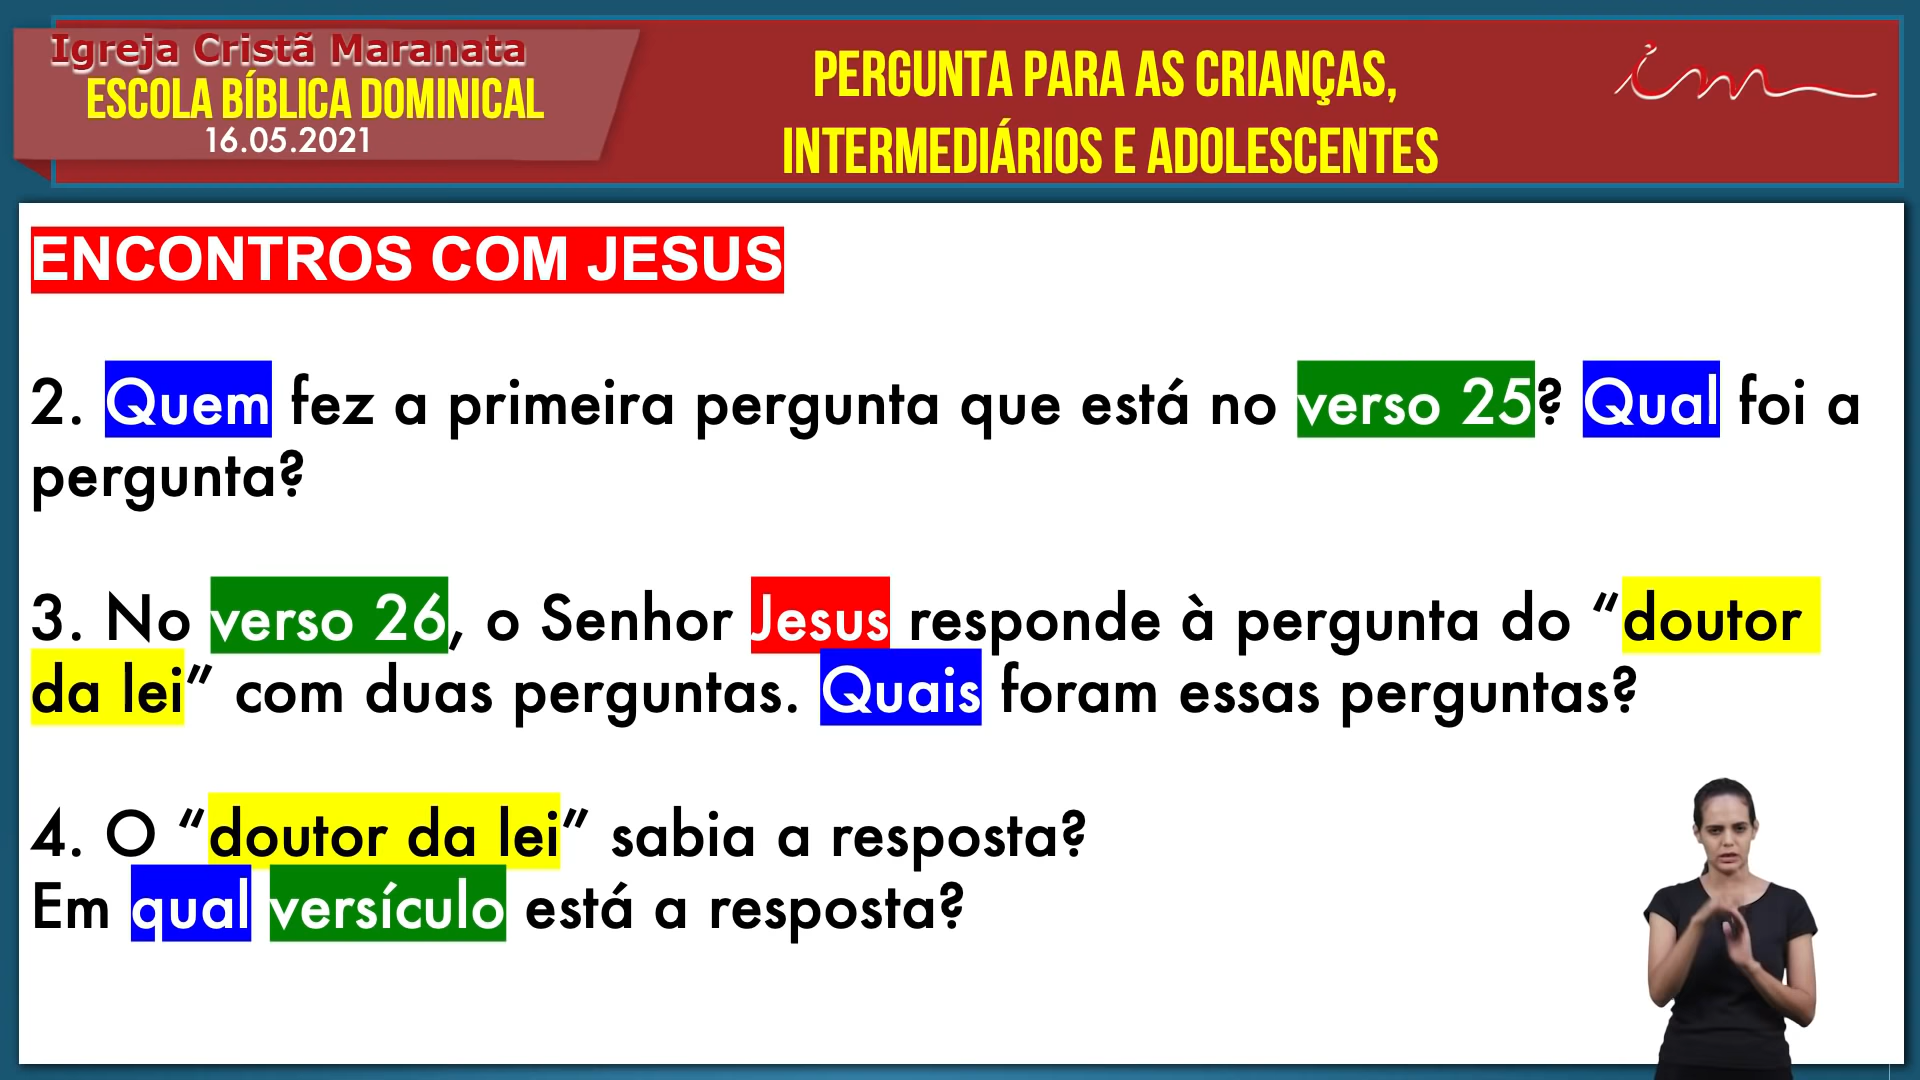 Igreja Cristã Maranata
ESCOLA BÍBLICA DOMINICAL
16.05.2021
PERGUNTA PARA AS CRIANÇAS,
INTERMEDIÁRIOS E ADOLESCENTES
im
ENCONTROS COM JESUS
2. Quem fez a primeira pergunta que está no verso 25? Qual foi a
pergunta?
3. No verso 26, o Senhor Jesus responde à pergunta do “doutor
da lei” com duas perguntas. Quais foram essas perguntas?
4. O “doutor da lei” sabia a resposta?
Em qual versículo está a resposta?